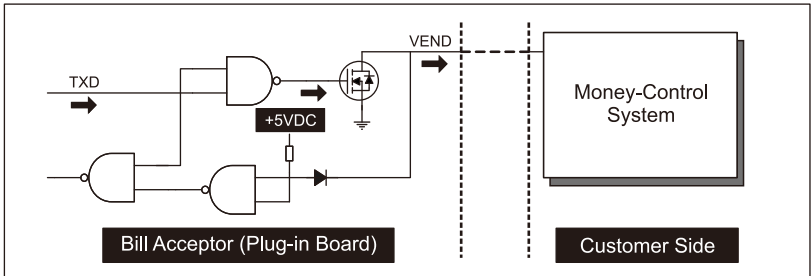 VEND
TXD
+5VDC
Money-Control
System
Bill Acceptor (Plug-in Board)
Customer Side